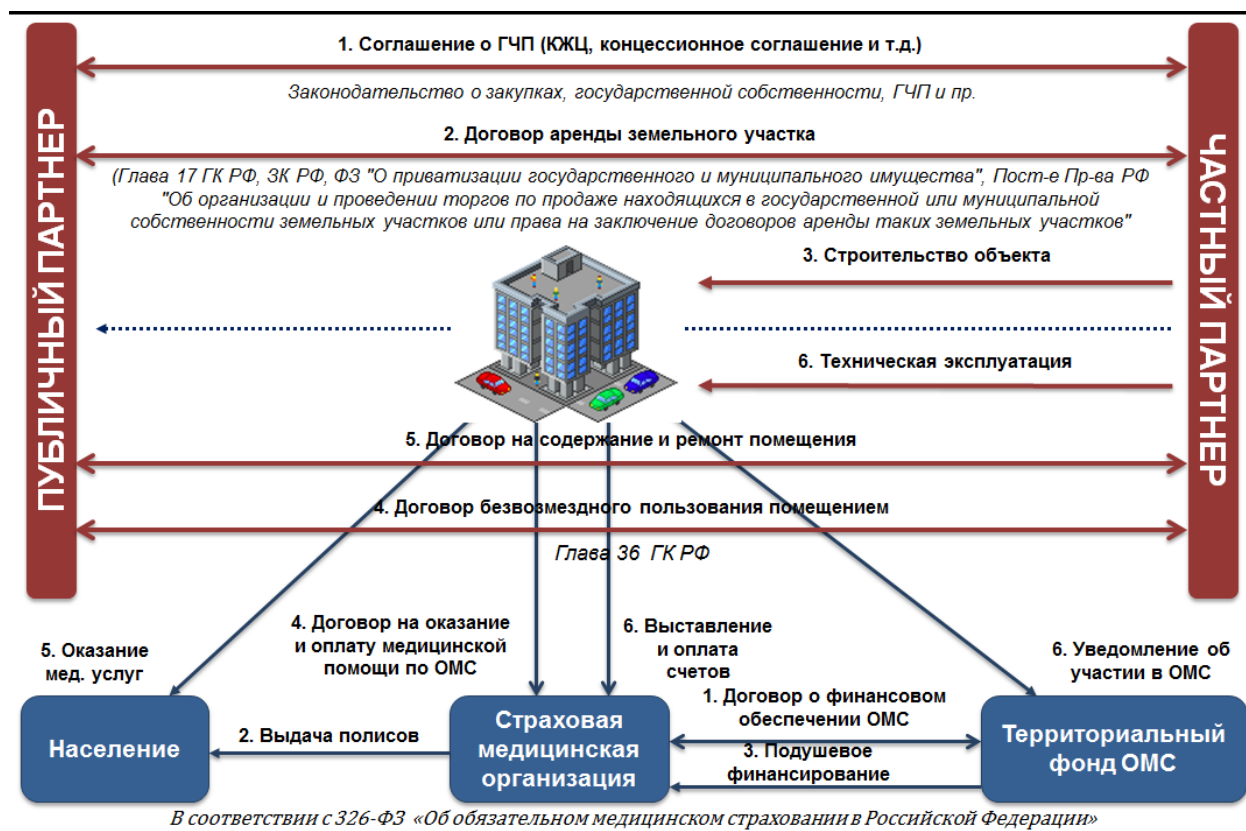 1. Соглашение о ГЧП (КЖЦ, концессионное соглашение и т.д.)
Законодательство о закупках, государственной собственности, ГЧП и пр.
2. Договор аренды земельного участка
(Глава 17 ГК РФ, ЗК РФ, ФЗ "О приватизации государственного и муниципального имущества", Пост-е Пр-ва РФ
"Об организации и проведении торгов по продаже находящихся в государственной или муниципальной
собственности земельных участков или права на заключение договоров аренды таких земельных участков"
ПУБЛИЧНЫЙ ПАРТНЕР
ЧАСТНЫЙ ПАРТНЕР
3. Строительство объекта
6. Техническая эксплуатация
5. Договор на содержание и ремонт помещения
4. Договор безвозмездного пользования помещением
Глава 36 ГК РФ
5. Оказание
мед. услуг
4. Договор на оказание
и оплату медицинской
помощи по ОМС
6. Выставление
и оплата
счетов
6. Уведомление об
участии в ОМС
1. Договор о финансовом
обеспечении ОМС
Население
2. Выдача полисов
Страховая
медицинская
организация
3. Подушевое
финансирование
Территориальный
фонд ОМС
В соответствии с 326-ФЗ «Об обязательном медицинском страховании в Российской Федерации»